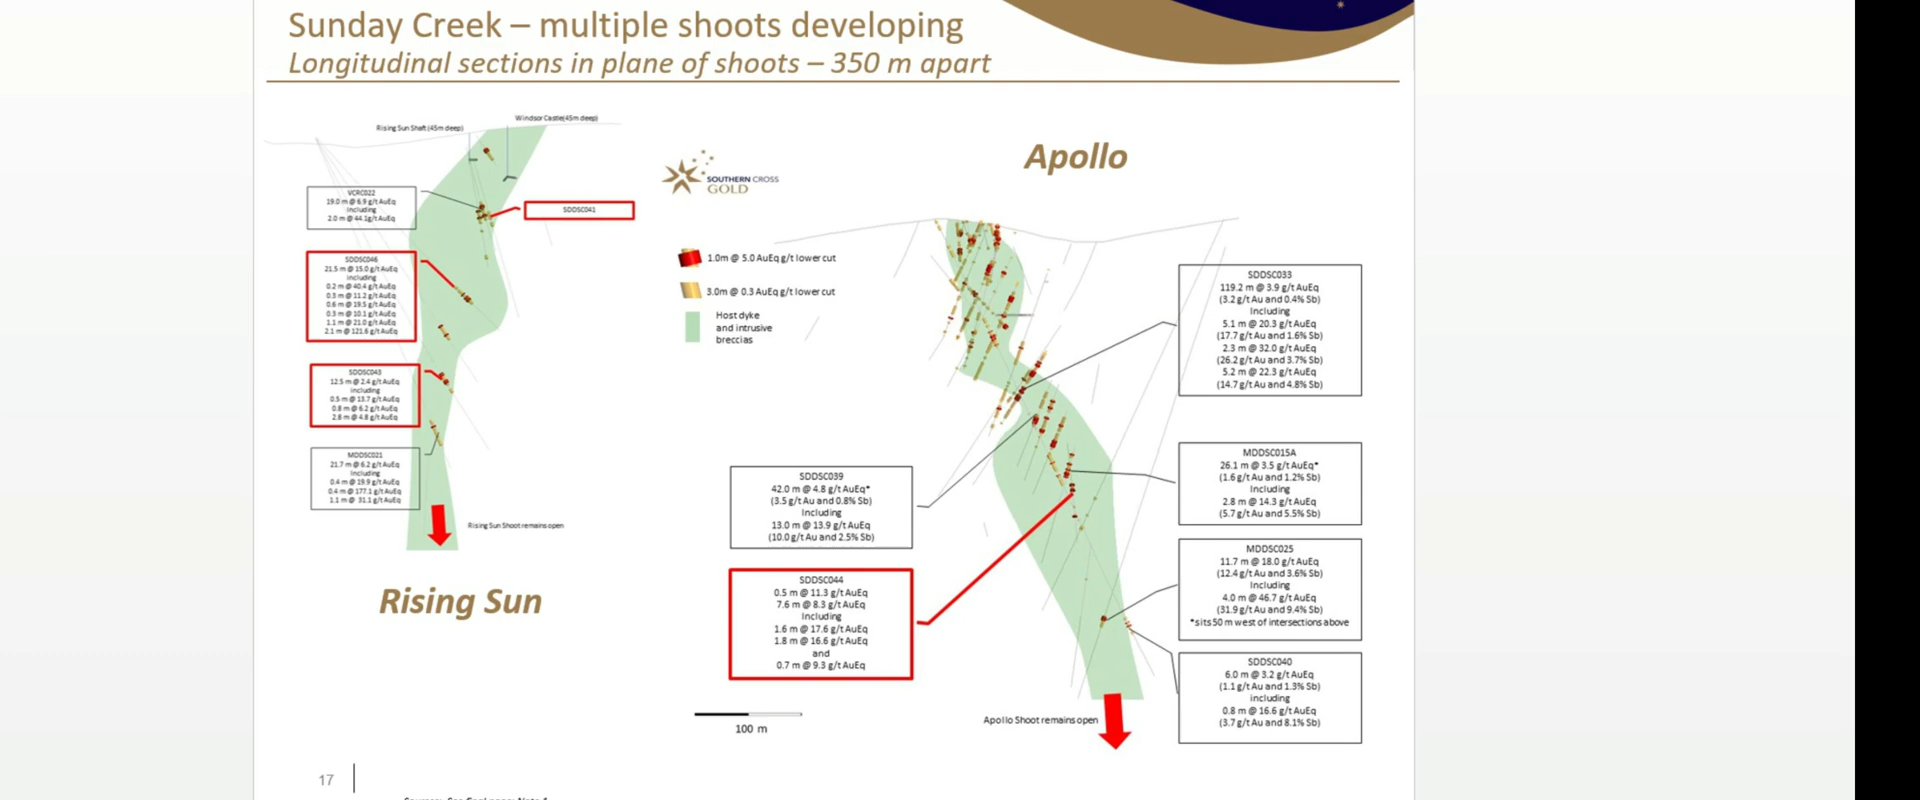 Sunday Creek – multiple shoots developing
Longitudinal sections in plane of shoots – 350 m apart
Rising Sun Shaft (45m deep)
Windsor Castle(45m deep)
VCRC022
19.0 m @ 6.9 g/t AuEq
Including
2.0 m @ 44.1g/t AuEq
SDDSC041
SDDSC046
21.5 m @ 15.0 g/t AuEq
including
0.2 m @ 40.4 g/t AuEq
0.3 m @ 11.2 g/t AuEq
0.6 m @ 19.5 g/t AuEq
0.3 m @ 10.1 g/t AuEq
1.1 m @ 21.0 g/t AuEq
2.1 m @ 121.6 g/t AuEq
SDDSC043
12.5 m @ 2.4 g/t AuEq
including
0.5 m @ 13.7 g/t AuEq
0.8 m @ 6.2 g/t AuEq
2.8 m @ 4.8 g/t AuEq
MDDSC021
21.7 m @ 6.2 g/t AuEq
Including
0.4 m @ 19.9 g/t AuEq
0.4 m @ 177.1 g/t AuEq
1.1 m @ 31.1 g/t AuEq
Rising Sun Shoot remains open
Rising Sun
SOUTHERN CROSS
GOLD
1.0m @ 5.0 AuEq g/t lower cut
3.0m @ 0.3 AuEq g/t lower cut
Host dyke
and intrusive
breccias
Apollo
SDDSC033
119.2 m @ 3.9 g/t AuEq
(3.2 g/t Au and 0.4% Sb)
Including
5.1 m @ 20.3 g/t AuEq
(17.7 g/t Au and 1.6% Sb)
2.3 m @ 32.0 g/t AuEq
(26.2 g/t Au and 3.7% Sb)
5.2 m @ 22.3 g/t AuEq
(14.7 g/t Au and 4.8% Sb)
SDDSC039
42.0 m @ 4.8 g/t AuEq*
(3.5 g/t Au and 0.8% Sb)
Including
13.0 m @ 13.9 g/t AuEq
(10.0 g/t Au and 2.5% Sb)
MDDSC015A
26.1 m @ 3.5 g/t AuEq*
(1.6 g/t Au and 1.2% Sb)
Including
2.8 m @ 14.3 g/t AuEq
(5.7 g/t Au and 5.5% Sb)
SDDSC044
0.5 m @ 11.3 g/t AuEq
7.6 m @ 8.3 g/t AuEq
Including
1.6 m @ 17.6 g/t AuEq
1.8 m @ 16.6 g/t AuEq
and
0.7 m @ 9.3 g/t AuEq
MDDSC025
11.7 m @ 18.0 g/t AuEq
(12.4 g/t Au and 3.6% Sb)
Including
4.0 m @ 46.7 g/t AuEq
(31.9 g/t Au and 9.4% Sb)
*sits 50 m west of intersections above
SDDSC040
6.0 m @ 3.2 g/t AuEq
(1.1 g/t Au and 1.3% Sb)
including
0.8 m @ 16.6 g/t AuEq
(3.7 g/t Au and 8.1% Sb)
Apollo Shoot remains open
100 m
17